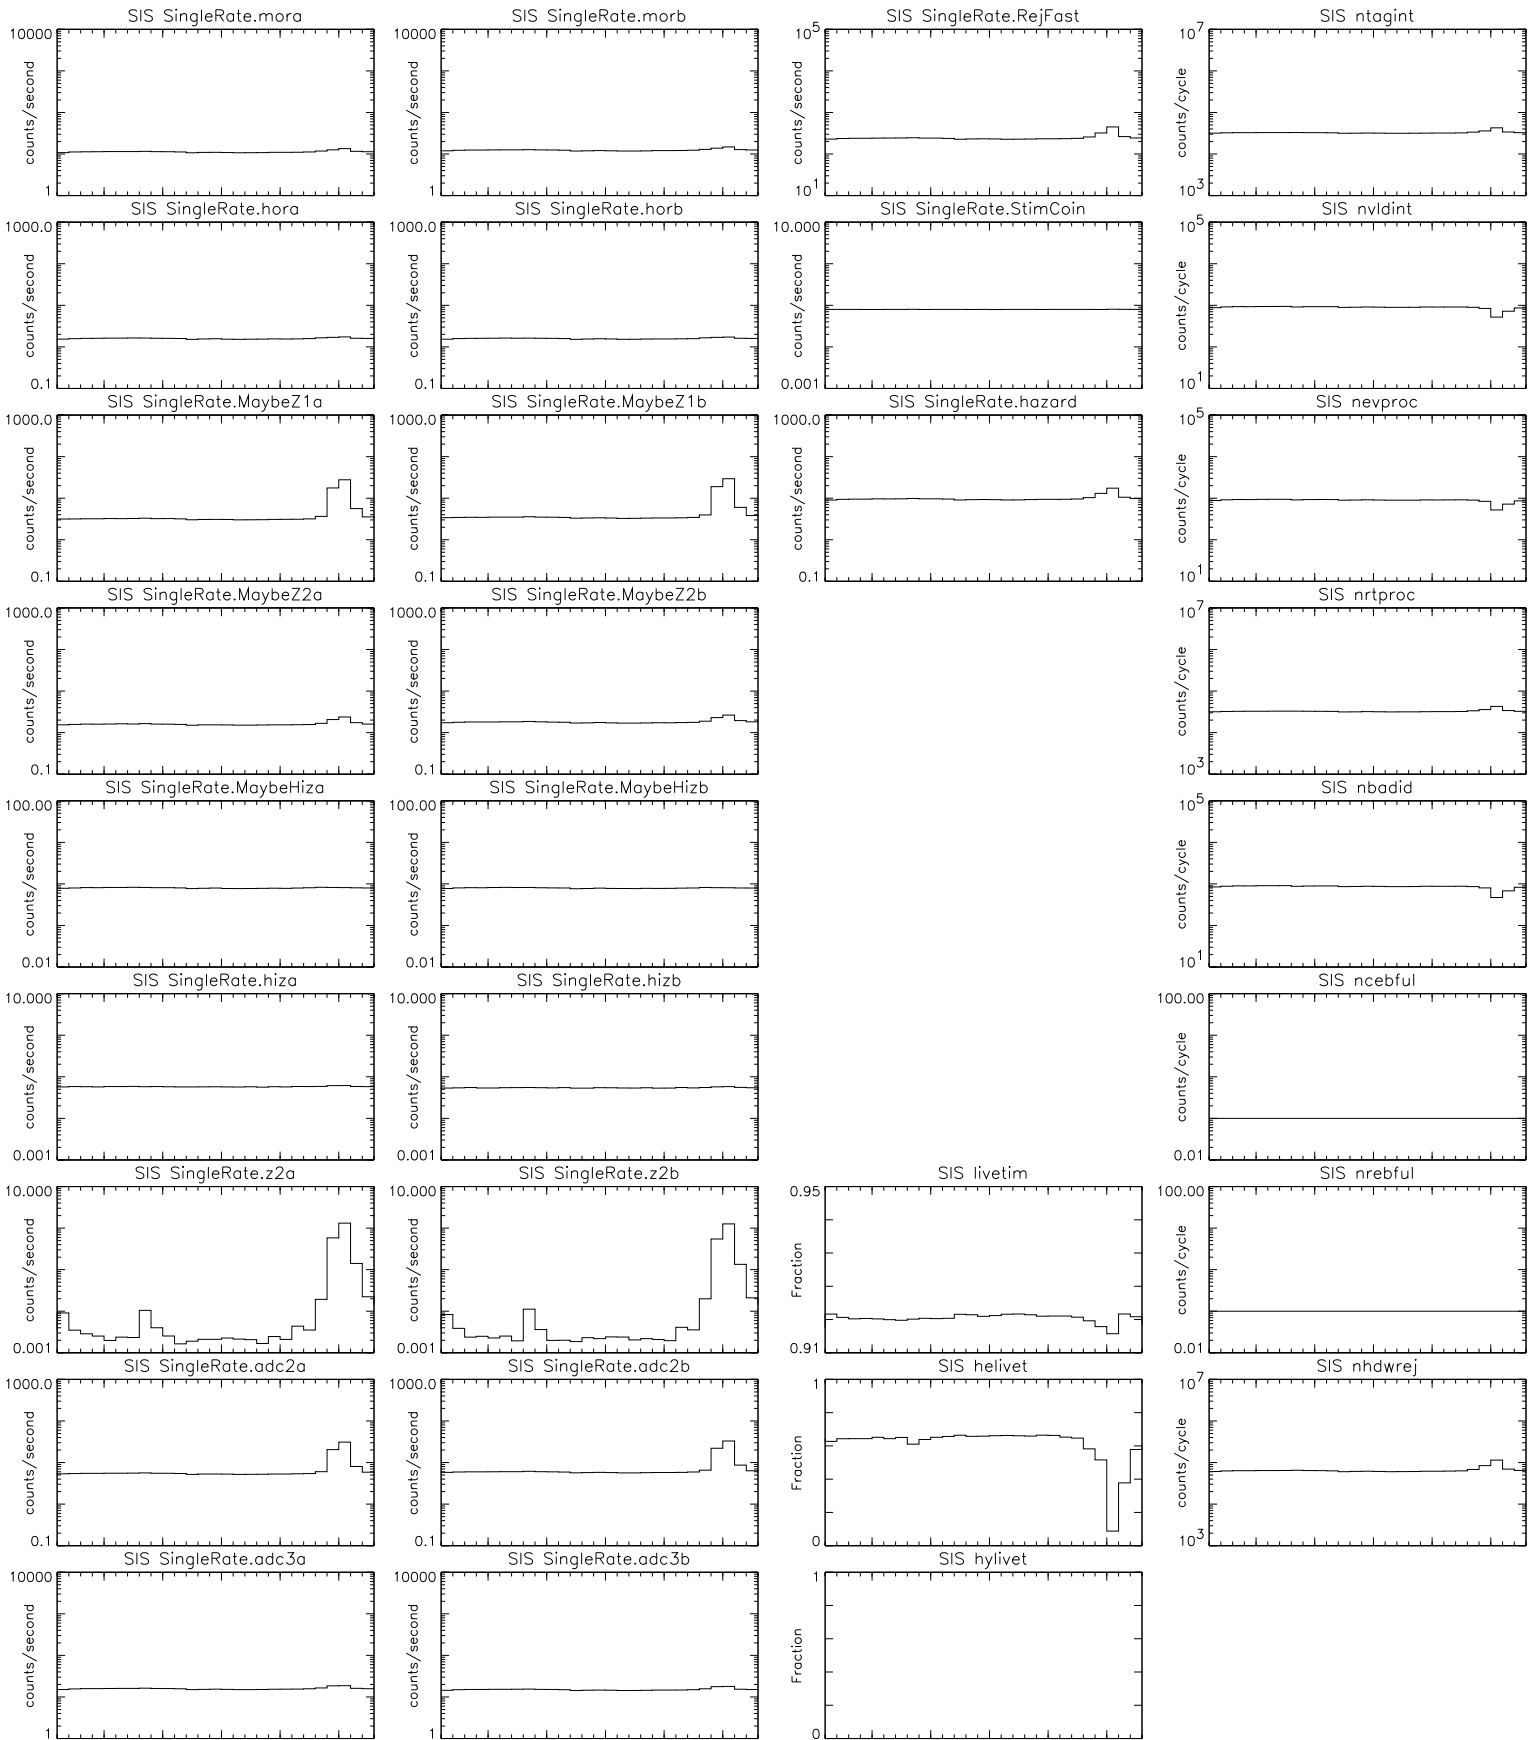 SIS SingleRate.mora
10000
counts/second
1
SIS SingleRate.morb
10000
counts/second
1
SIS SingleRate.RejFast
10^5
counts/second
10^1
SIS ntagint
10^7
counts/cycle
10^3
SIS SingleRate.hora
1000.0
counts/second
0.1
SIS SingleRate.horb
1000.0
counts/second
0.1
SIS SingleRate.StimCoin
10.000
counts/second
0.001
SIS nvldint
10^5
counts/cycle
10^1
SIS SingleRate.MaybeZ1a
1000.0
counts/second
0.1
SIS SingleRate.MaybeZ1b
1000.0
counts/second
0.1
SIS SingleRate.hazard
1000.0
counts/second
0.1
SIS nevproc
10^5
counts/cycle
10^1
SIS SingleRate.MaybeZ2a
1000.0
counts/second
0.1
SIS SingleRate.MaybeZ2b
1000.0
counts/second
0.1
SIS nrtproc
10^7
counts/cycle
10^3
SIS SingleRate.MaybeHiza
100.00
counts/second
0.01
SIS SingleRate.MaybeHizb
100.00
counts/second
0.01
SIS nbadid
10^5
counts/cycle
10^1
SIS SingleRate.hiza
10.000
counts/second
0.001
SIS SingleRate.hizb
10.000
counts/second
0.001
SIS ncebful
100.00
counts/cycle
0.01
SIS SingleRate.z2a
10.000
counts/second
0.001
SIS SingleRate.z2b
10.000
counts/second
0.001
SIS livetim
0.95
Fraction
0.91
SIS nrebful
100.00
counts/cycle
0.01
SIS SingleRate.adc2a
1000.0
counts/second
0.1
SIS SingleRate.adc2b
1000.0
counts/second
0.1
SIS helivet
1
Fraction
0
SIS nhdwrej
10^7
counts/cycle
10^3
SIS SingleRate.adc3a
10000
counts/second
1
SIS SingleRate.adc3b
10000
counts/second
1
SIS hylivet
1
Fraction
0